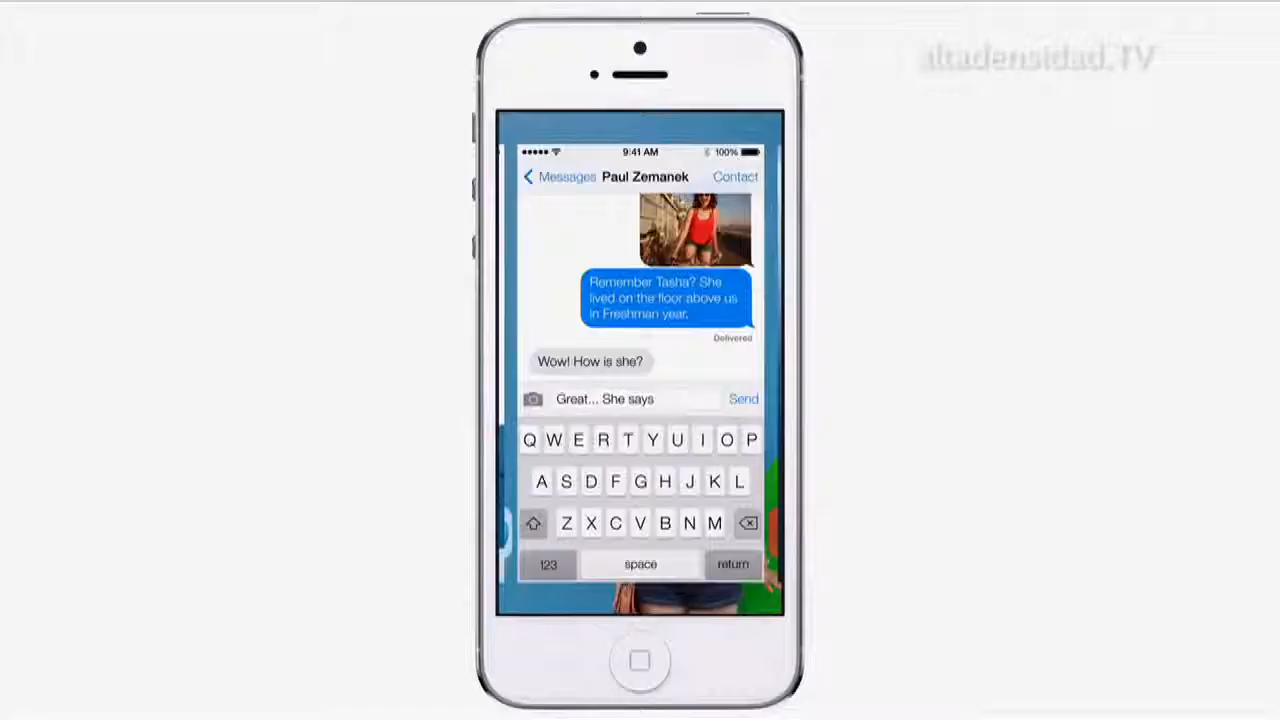 altadensidad.TV
9:41 AM 100%
Messages Paul Zemanek Contact
Remember Tasha? She
lived on the floor above us
in Freshman year.
Delivered
Wow! How is she?
Great... She says Send
Q W E R T Y U I O P
A S D F G H J K L
Z X C V B N M
123 space return